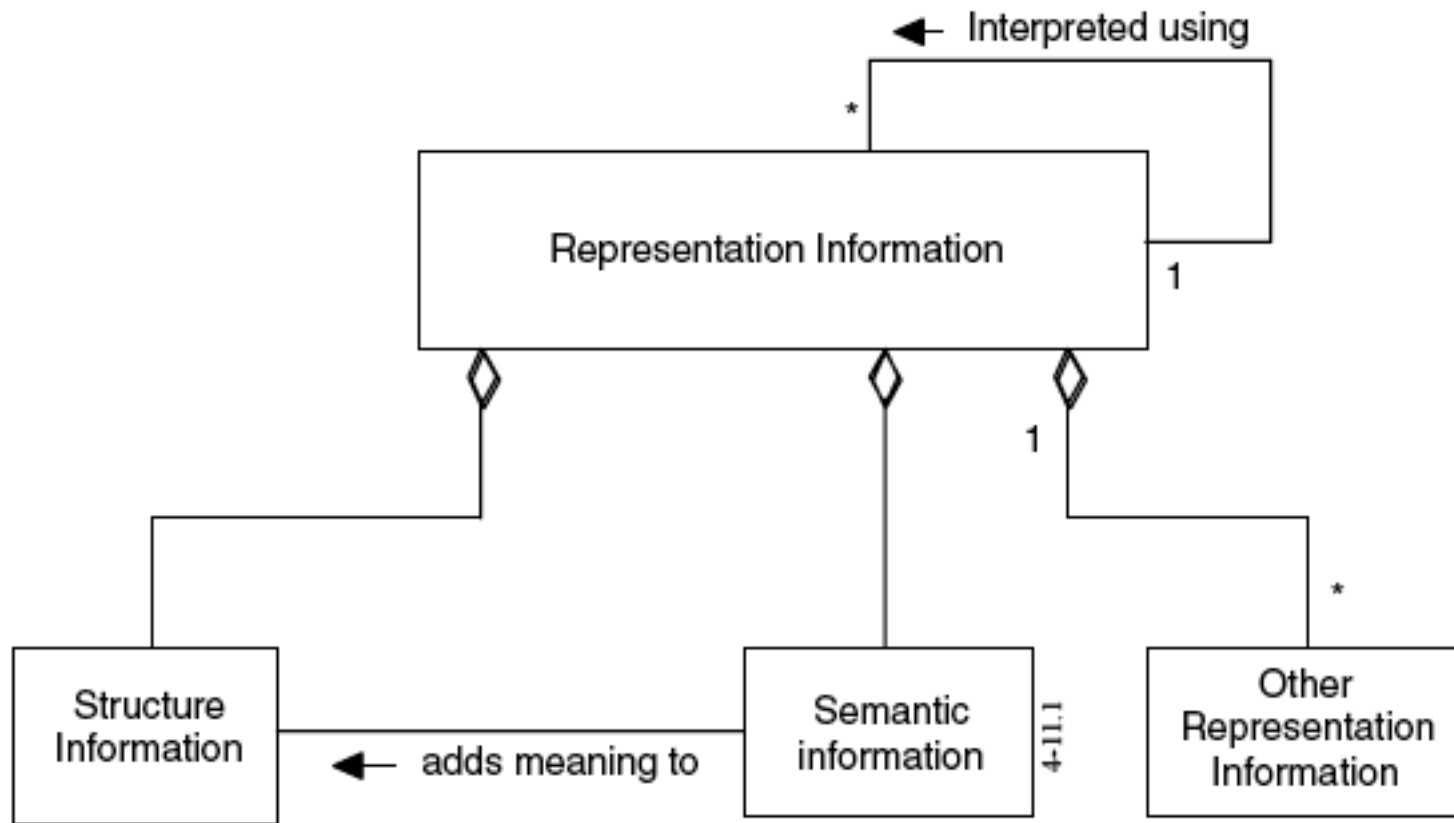 Interpreted using
*
Representation Information
1
1
*
Structure
Information
adds meaning to
Semantic
information
4-11.1
Other
Representation
Information